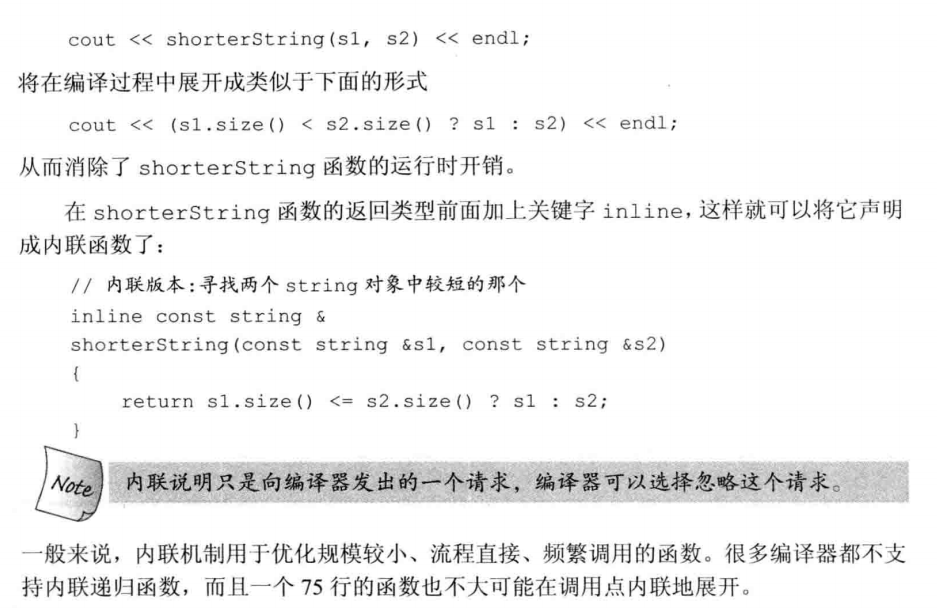 cout << shorterString(s1, s2) << endl;
将在编译过程中展开成类似于下面的形式
cout << (s1.size() < s2.size() ? s1 : s2) << endl;
从而消除了 shorterString 函数的运行时开销。
在 shorterString 函数的返回类型前面加上关键字 inline,这样就可以将它声明
成内联函数了:
// 内联版本:寻找两个 string 对象中较短的那个
inline const string &
shorterString(const string &s1, const string &s2)
{
return s1.size() <= s2.size() ? s1 : s2;
}
Note 内联说明只是向编译器发出的一个请求,编译器可以选择忽略这个请求。
一般来说,内联机制用于优化规模较小、流程直接、频繁调用的函数。很多编译器都不支
持内联递归函数,而且一个 75 行的函数也不大可能在调用点内联地展开。